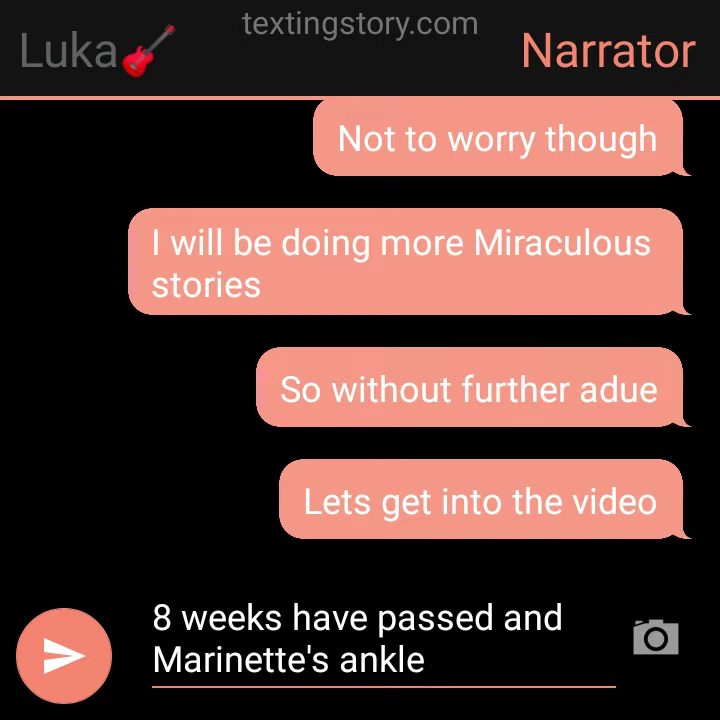 textingstory.com
Luka🎸
Narrator
Not to worry though
I will be doing more Miraculous
stories
So without further adue
Lets get into the video
8 weeks have passed and
Marinette's ankle